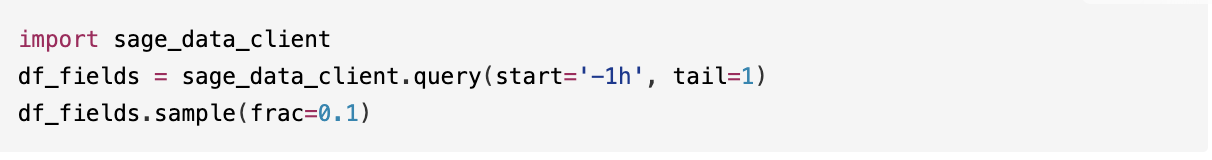 import sage_data_client
df_fields = sage_data_client.query(start='-1h', tail=1)
df_fields.sample(frac=0.1)